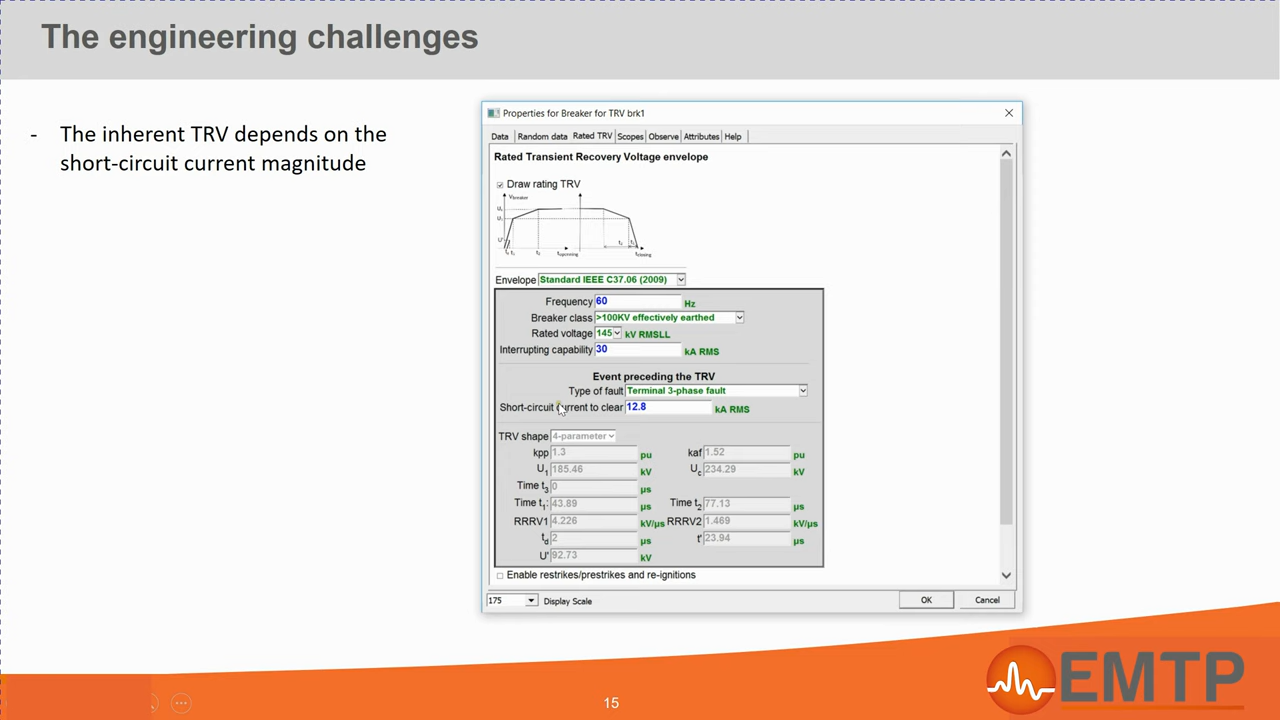 The engineering challenges
- The inherent TRV depends on the
short-circuit current magnitude
Properties for Breaker for TRV brk1
Data Random data Rated TRV Scopes Observe Attributes Help
Rated Transient Recovery Voltage envelope
Draw rating TRV
Envelope Standard IEEE C37.06 (2009)
Frequency 60 Hz
Breaker class >100KV effectively earthed
Rated voltage 145 kV RMSLL
Interrupting capability 30 kA RMS
Event preceding the TRV
Type of fault Terminal 3-phase fault
Short-circuit current to clear 12.8 kA RMS
TRV shape 4-parameter
kpp 1.3 pu kaf 1.52 pu
U1 185.46 kV Uc 234.29 kV
Time t3 0 µs
Time t1: 43.89 µs Time t2 77.13 µs
RRRV1 4.226 kV/µs RRRV2 1.469 kV/µs
td 2 µs t' 23.94 µs
U' 92.73 kV
Enable restrikes/prestrikes and re-ignitions
175 Display Scale OK Cancel
15
EMTP